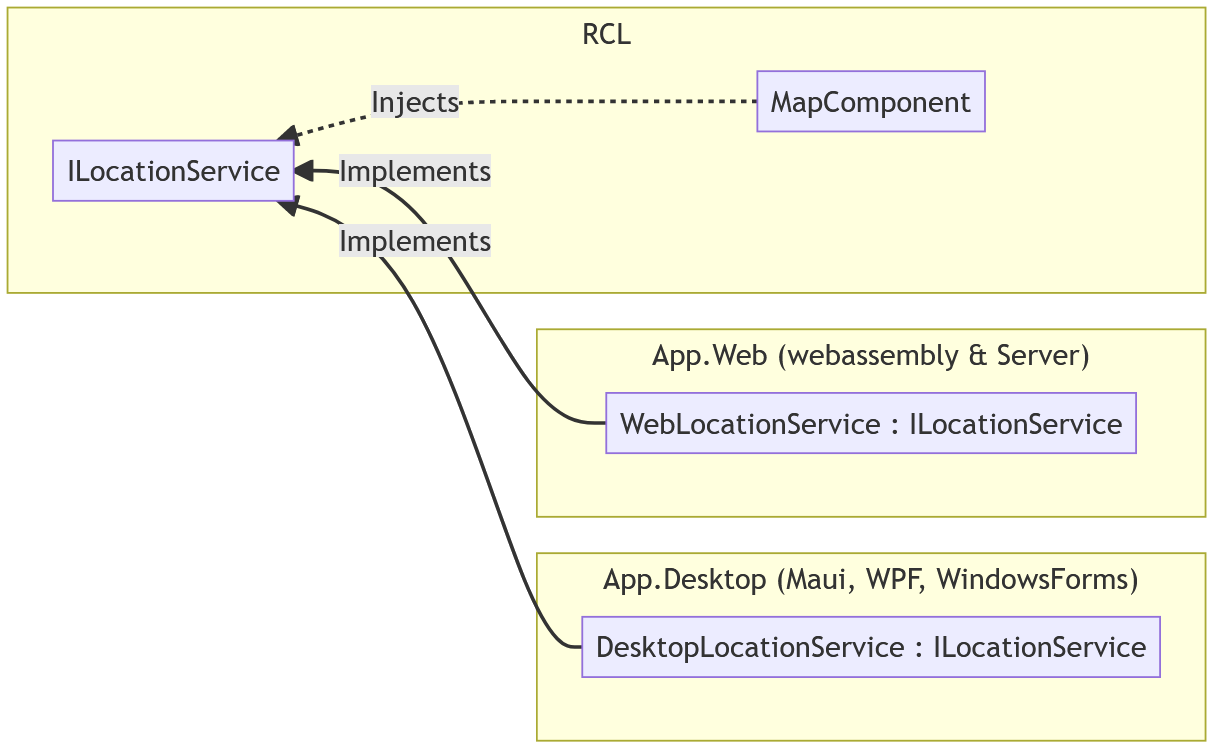 RCL
Injects
MapComponent
ILocationService
Implements
Implements
App.Web (webassembly & Server)
WebLocationService : ILocationService
App.Desktop (Maui, WPF, WindowsForms)
DesktopLocationService : ILocationService